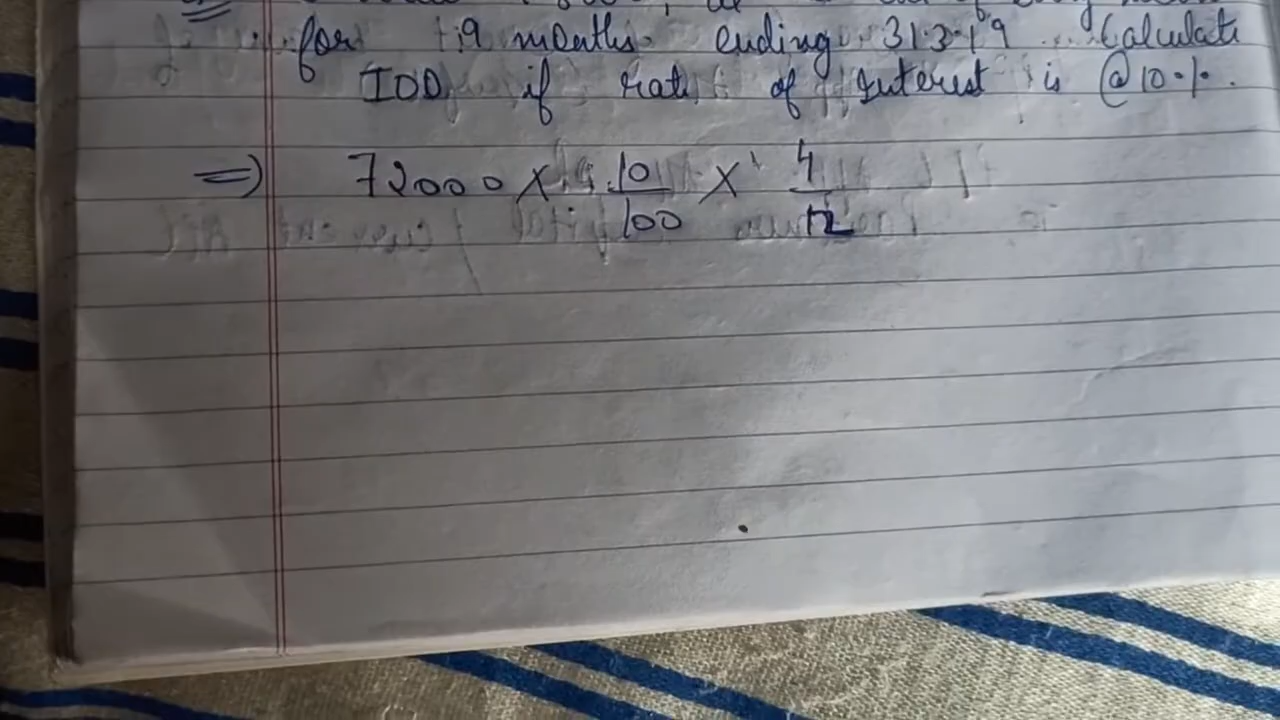 for 9 months ending 31.3.19 Calculate
IOD if rate of Interest is @ 10%.
=> 72000 X 10/100 X 4/12